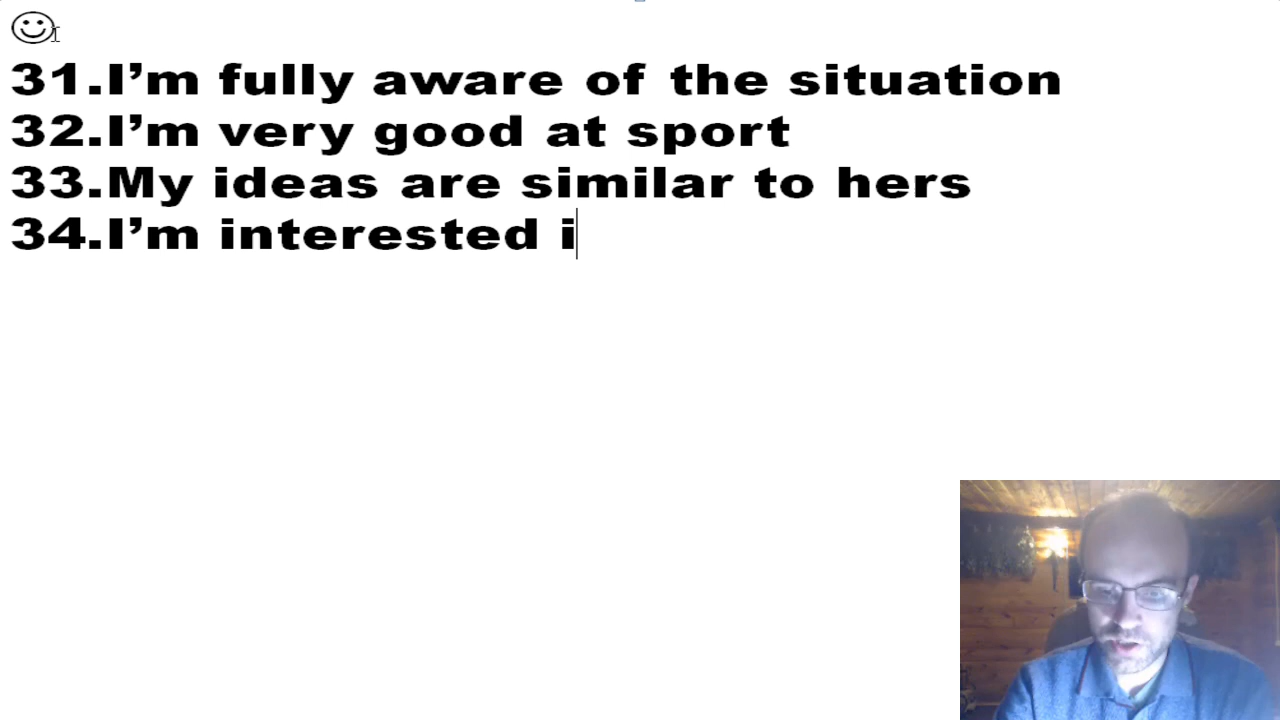 31.I’m fully aware of the situation
32.I’m very good at sport
33.My ideas are similar to hers
34.I’m interested i